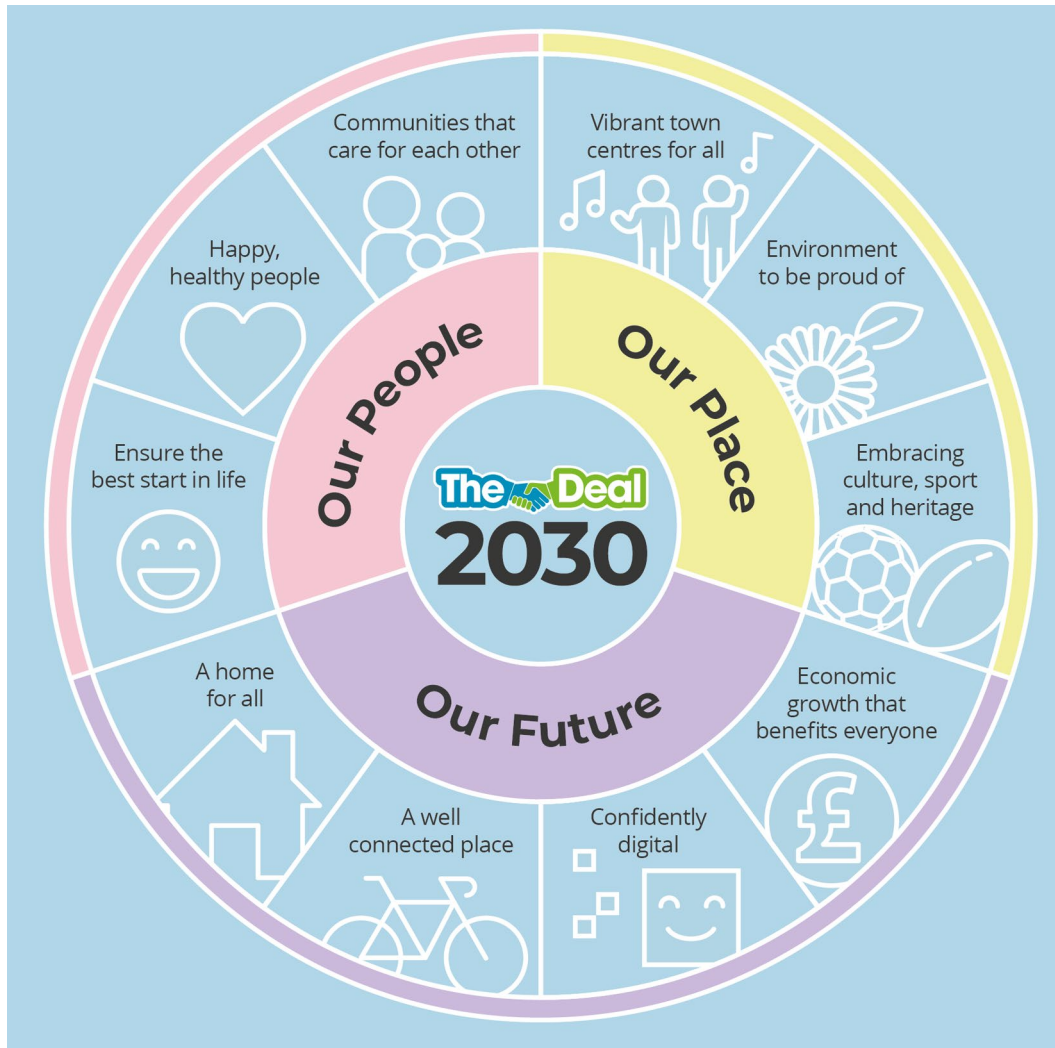 The Deal
2030
Our People
Our Place
Our Future
Communities that
care for each other
Vibrant town
centres for all
Environment
to be proud of
Embracing
culture, sport
and heritage
Economic
growth that
benefits everyone
Confidently
digital
A well
connected place
A home
for all
Ensure the
best start in life
Happy,
healthy people
£